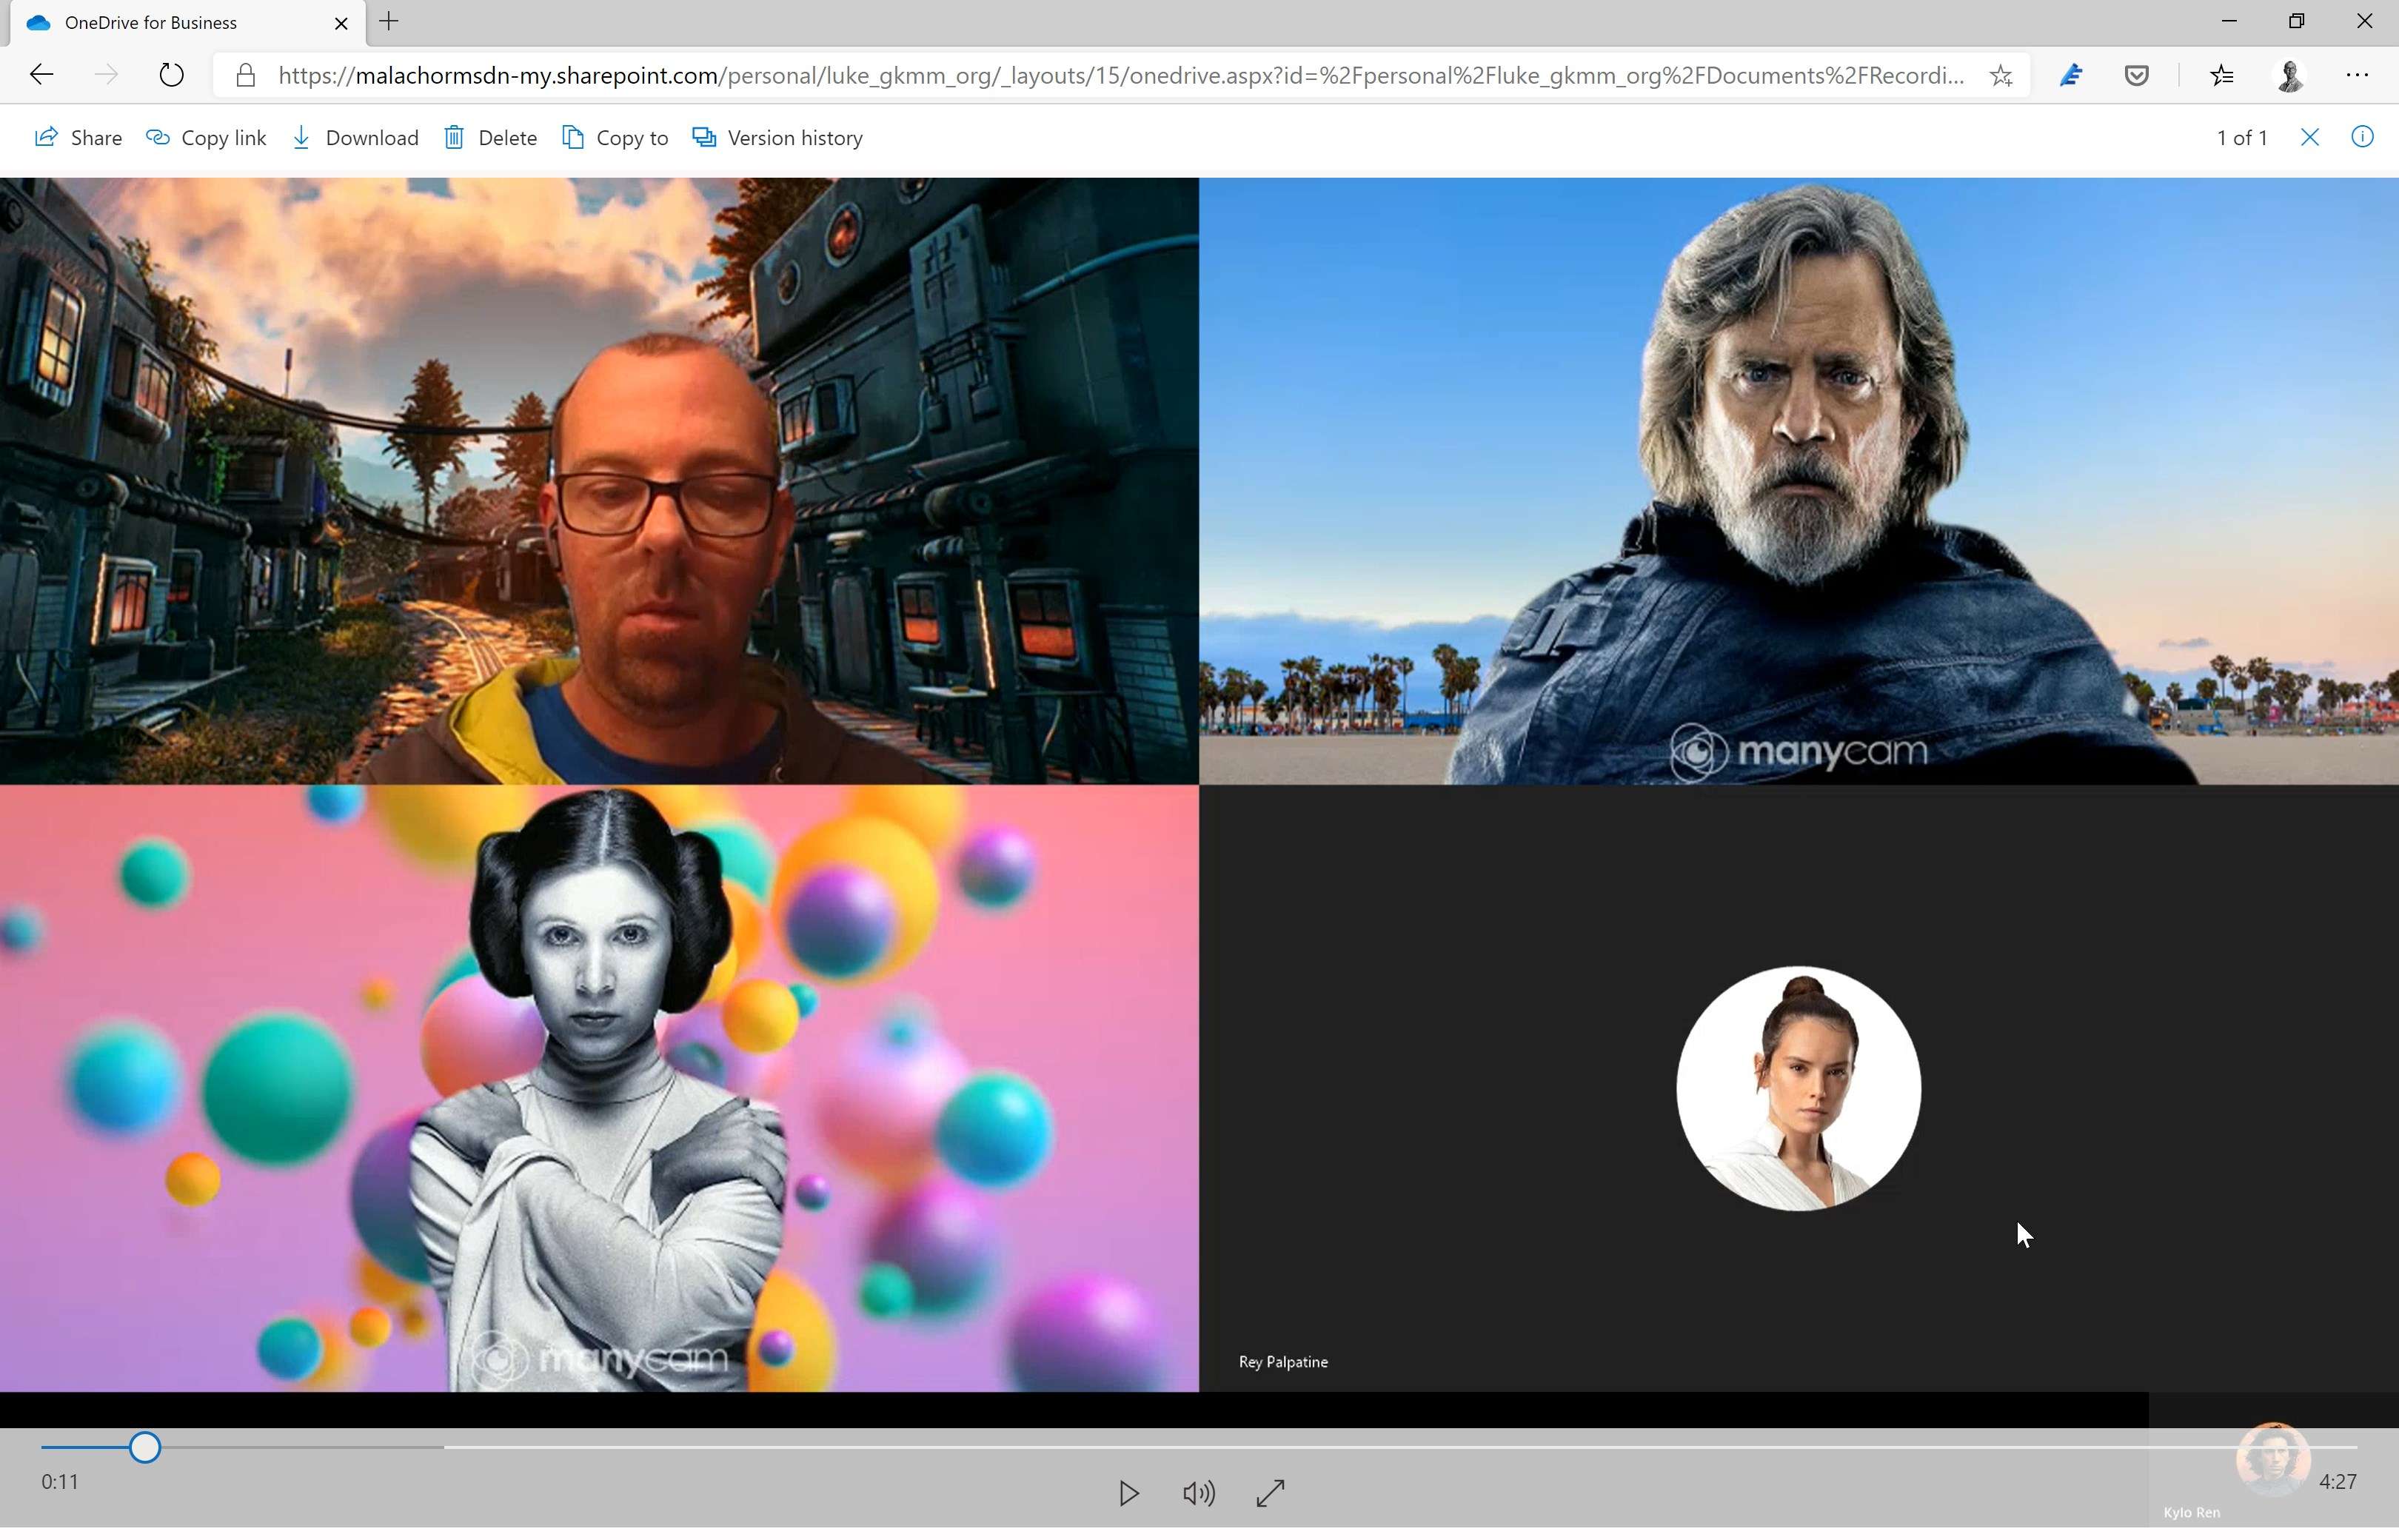 OneDrive for Business
https://malachormsdn-my.sharepoint.com/personal/luke_gkmm_org/_layouts/15/onedrive.aspx?id=%2Fpersonal%2Fluke_gkmm_org%2FDocuments%2FRecordi...
Share Copy link Download Delete Copy to Version history 1 of 1
manycam
manycam
Rey Palpatine
0:11
4:27
Kylo Ren